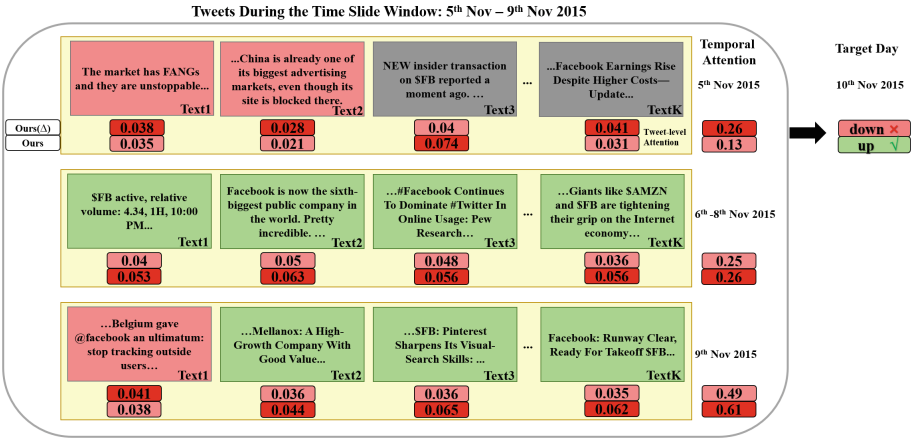 Tweets During the Time Slide Window: 5th Nov – 9th Nov 2015
The market has FANGs
and they are unstoppable...
Text1
...China is already one of
its biggest advertising
markets, even though its
site is blocked there.
Text2
NEW insider transaction
on $FB reported a
moment ago. …
Text3
...
…Facebook Earnings Rise
Despite Higher Costs—
Update...
TextK
Temporal
Attention
5th Nov 2015
Target Day
10th Nov 2015
Ours(Δ)
Ours
0.038
0.035
0.028
0.021
0.04
0.074
0.041
0.031
Tweet-level
Attention
0.26
0.13
down ×
up √
$FB active, relative
volume: 4.34, 1H, 10:00
PM...
Text1
Facebook is now the sixth-
biggest public company in
the world. Pretty
incredible. …
Text2
…#Facebook Continues
To Dominate #Twitter In
Online Usage: Pew
Research…
Text3
...
…Giants like $AMZN
and $FB are tightening
their grip on the Internet
economy…
TextK
6th -8th Nov 2015
0.04
0.053
0.05
0.063
0.048
0.056
0.036
0.056
0.25
0.26
…Belgium gave
@facebook an ultimatum:
stop tracking outside
users…
Text1
…Mellanox: A High-
Growth Company With
Good Value...
Text2
…$FB: Pinterest
Sharpens Its Visual-
Search Skills: ...
Text3
...
Facebook: Runway Clear,
Ready For Takeoff $FB...
TextK
9th Nov 2015
0.041
0.038
0.036
0.044
0.036
0.065
0.035
0.062
0.49
0.61